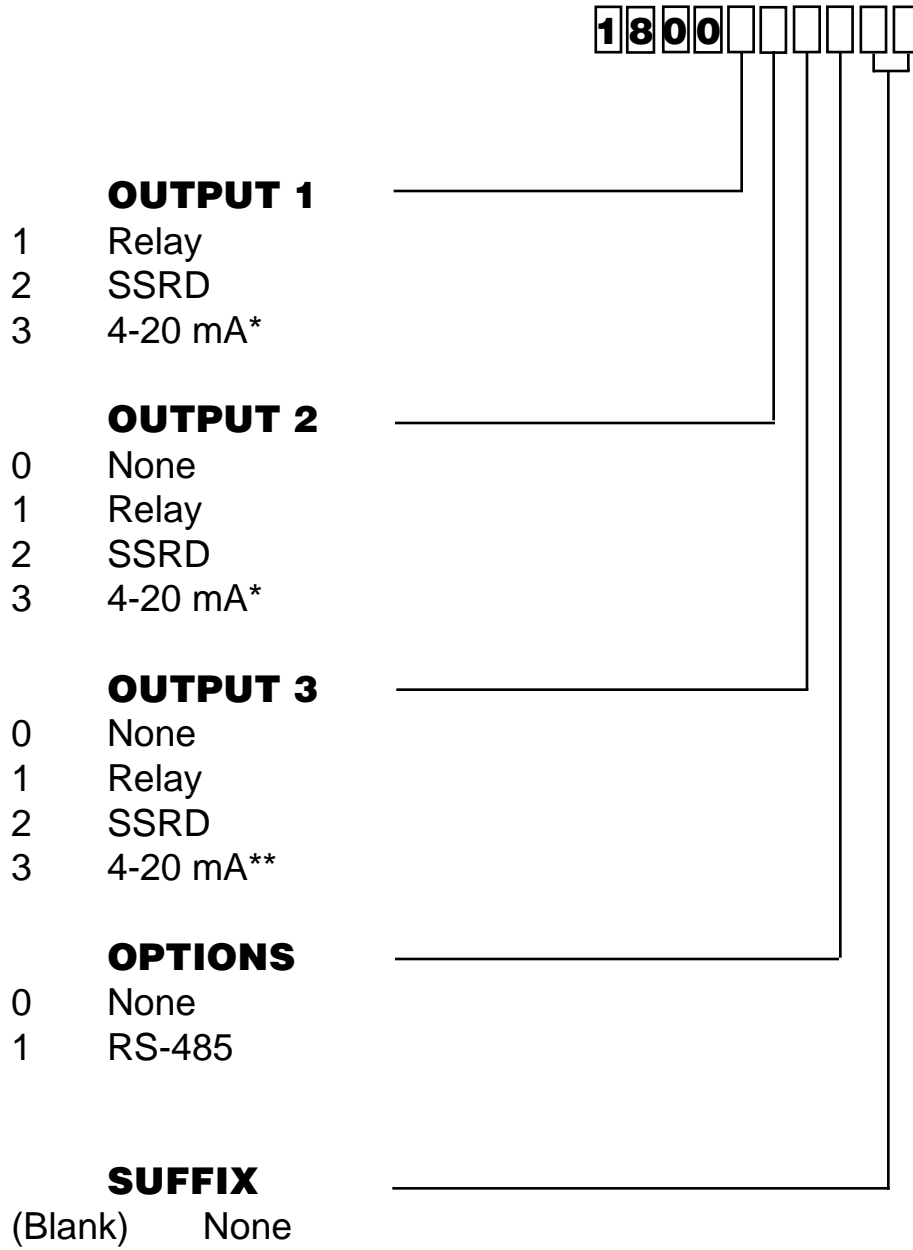 1800
OUTPUT 1
1 Relay
2 SSRD
3 4-20 mA*
OUTPUT 2
0 None
1 Relay
2 SSRD
3 4-20 mA*
OUTPUT 3
0 None
1 Relay
2 SSRD
3 4-20 mA**
OPTIONS
0 None
1 RS-485
SUFFIX
(Blank) None